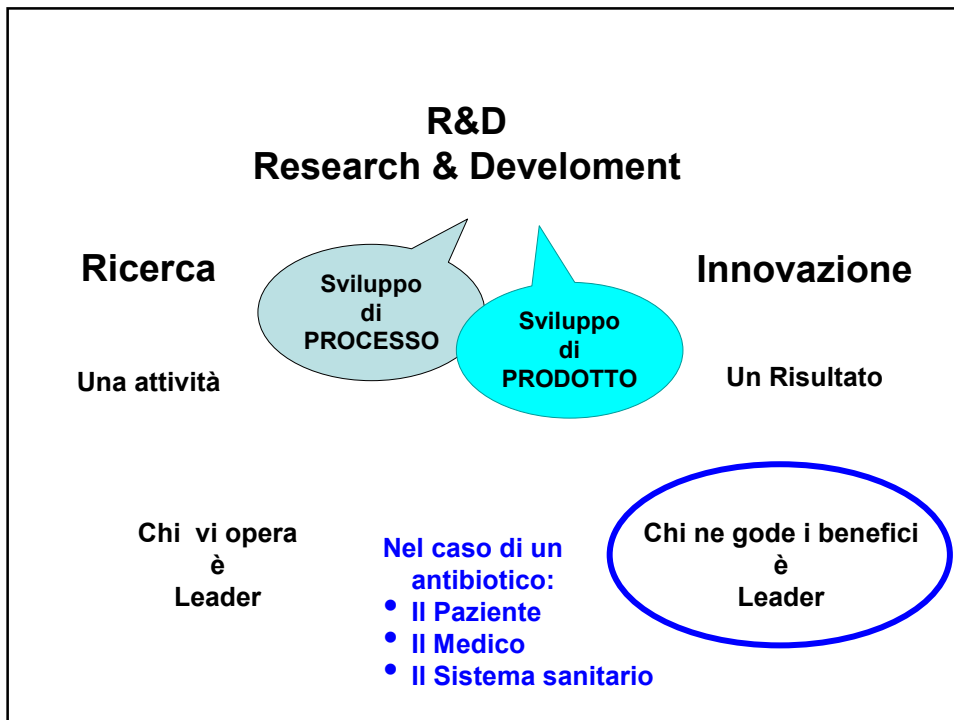 R&D
Research & Develoment
Ricerca
Sviluppo
di
PROCESSO
Sviluppo
di
PRODOTTO
Innovazione
Una attività
Un Risultato
Chi vi opera
è
Leader
Nel caso di un
antibiotico:
• Il Paziente
• Il Medico
• Il Sistema sanitario
Chi ne gode i benefici
è
Leader